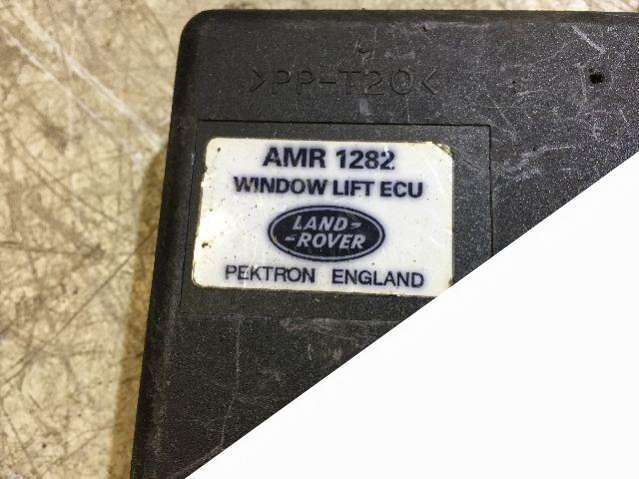 >PP-T20<
AMR 1282
WINDOW LIFT ECU
LAND-
-ROVER
PEKTRON ENGLAND